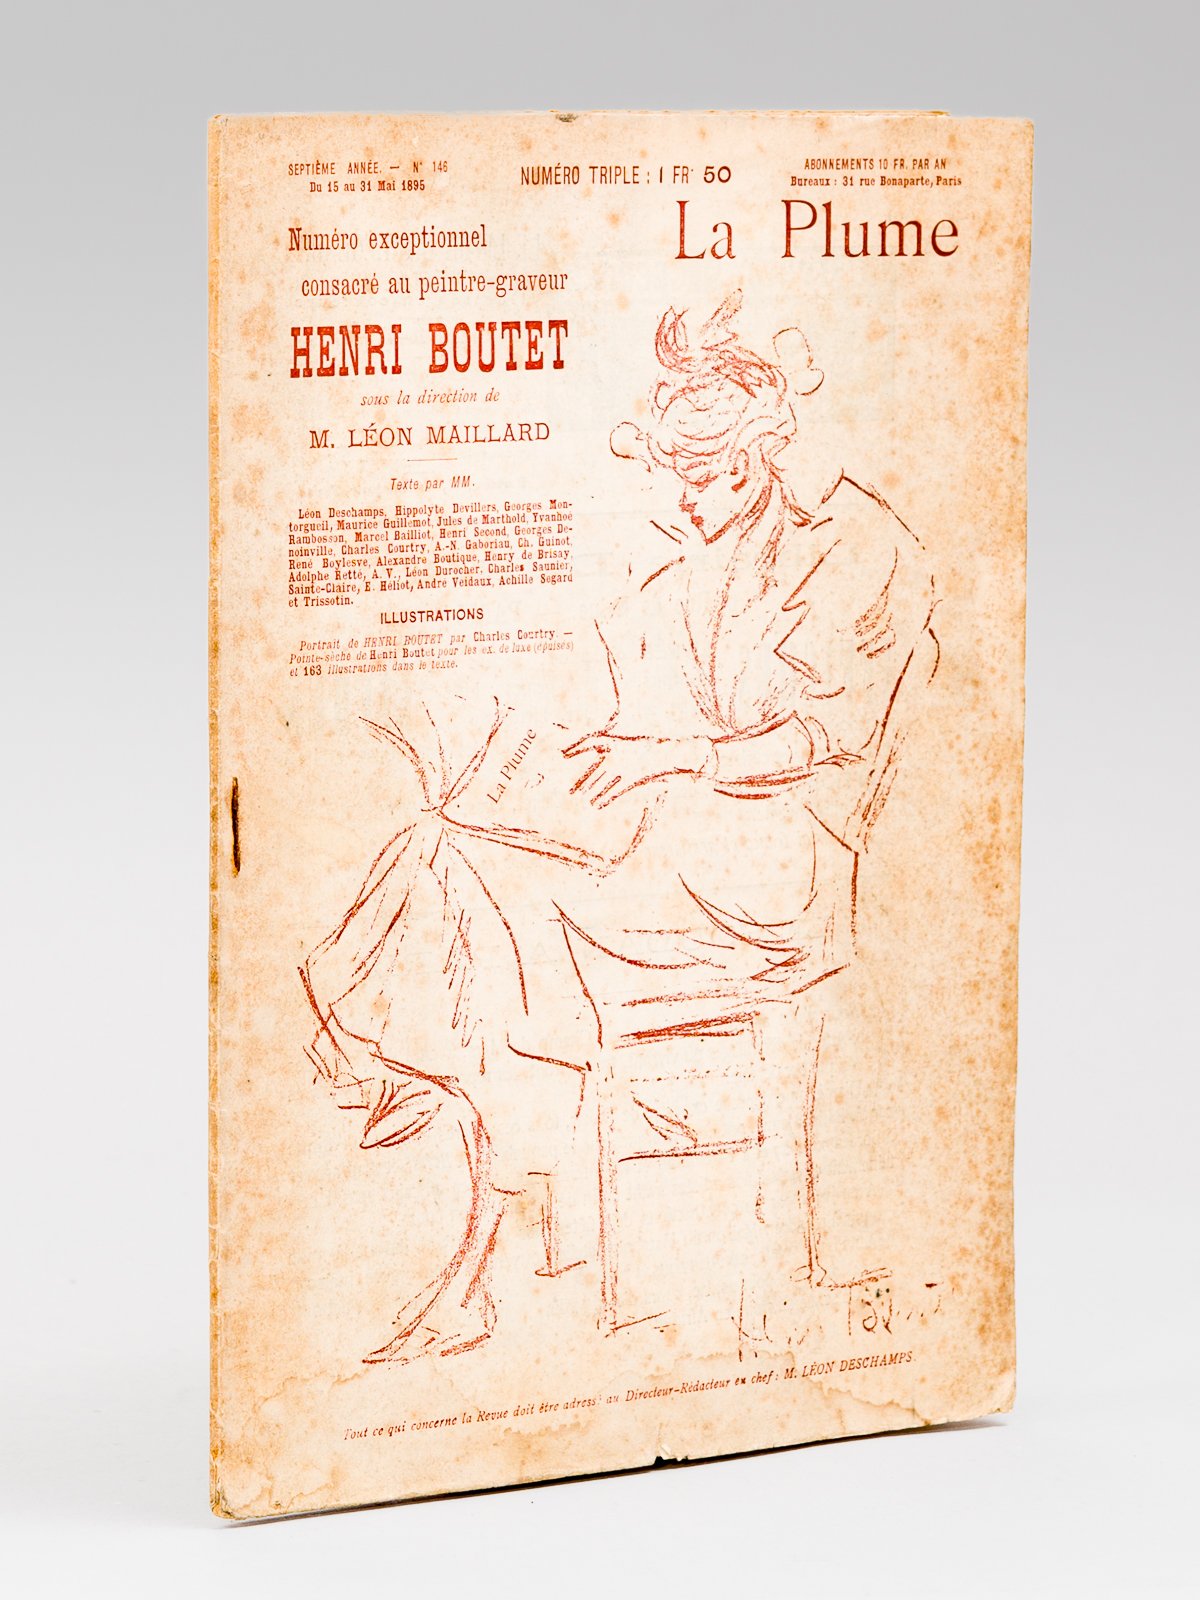 SEPTIÈME ANNÉE. — N° 146
Du 15 au 31 Mai 1895
NUMÉRO TRIPLE : 1 FR 50
ABONNEMENTS 10 FR. PAR AN
Bureaux : 31 rue Bonaparte, Paris
La Plume
Numéro exceptionnel
consacré au peintre-graveur
HENRI BOUTET
sous la direction de
M. LÉON MAILLARD
Texte par MM.
Léon Deschamps, Hippolyte Devillers, Georges Mon-
torgueil, Maurice Guillemot, Jules de Marthold, Yvanhoé
Rambosson, Marcel Bailliot, Henri Second, Georges De-
noinville, Charles Courtry, A.-N. Gaboriau, Ch. Guinot,
René Boylesve, Alexandre Boutique, Henry de Brisay,
Adolphe Retté, A. V., Léon Durocher, Charles Saunier,
Sainte-Claire, E. Héliot, André Veidaux, Achille Segard
et Trissotin.
ILLUSTRATIONS
Portrait de HENRI BOUTET par Charles Courtry. —
Pointe-sèche de Henri Boutet pour les ex. de luxe (épuisés)
et 163 illustrations dans le texte.
La Plume
Tout ce qui concerne la Revue doit être adressé au Directeur-Rédacteur en chef : M. LÉON DESCHAMPS.